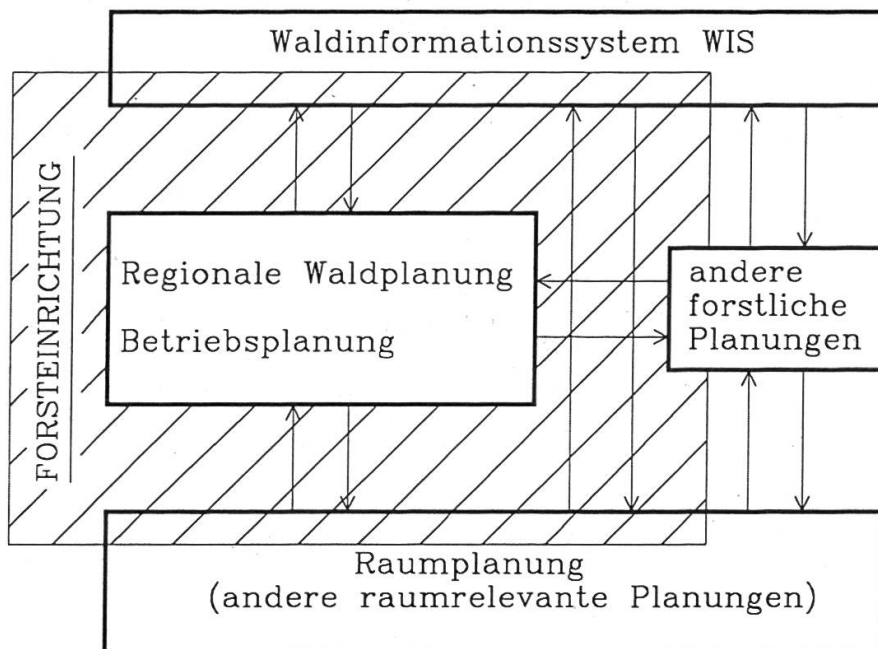 Waldinformationssystem WIS
FORSTEINRICHTUNG
Regionale Waldplanung
Betriebsplanung
andere
forstliche
Planungen
Raumplanung
(andere raumrelevante Planungen)